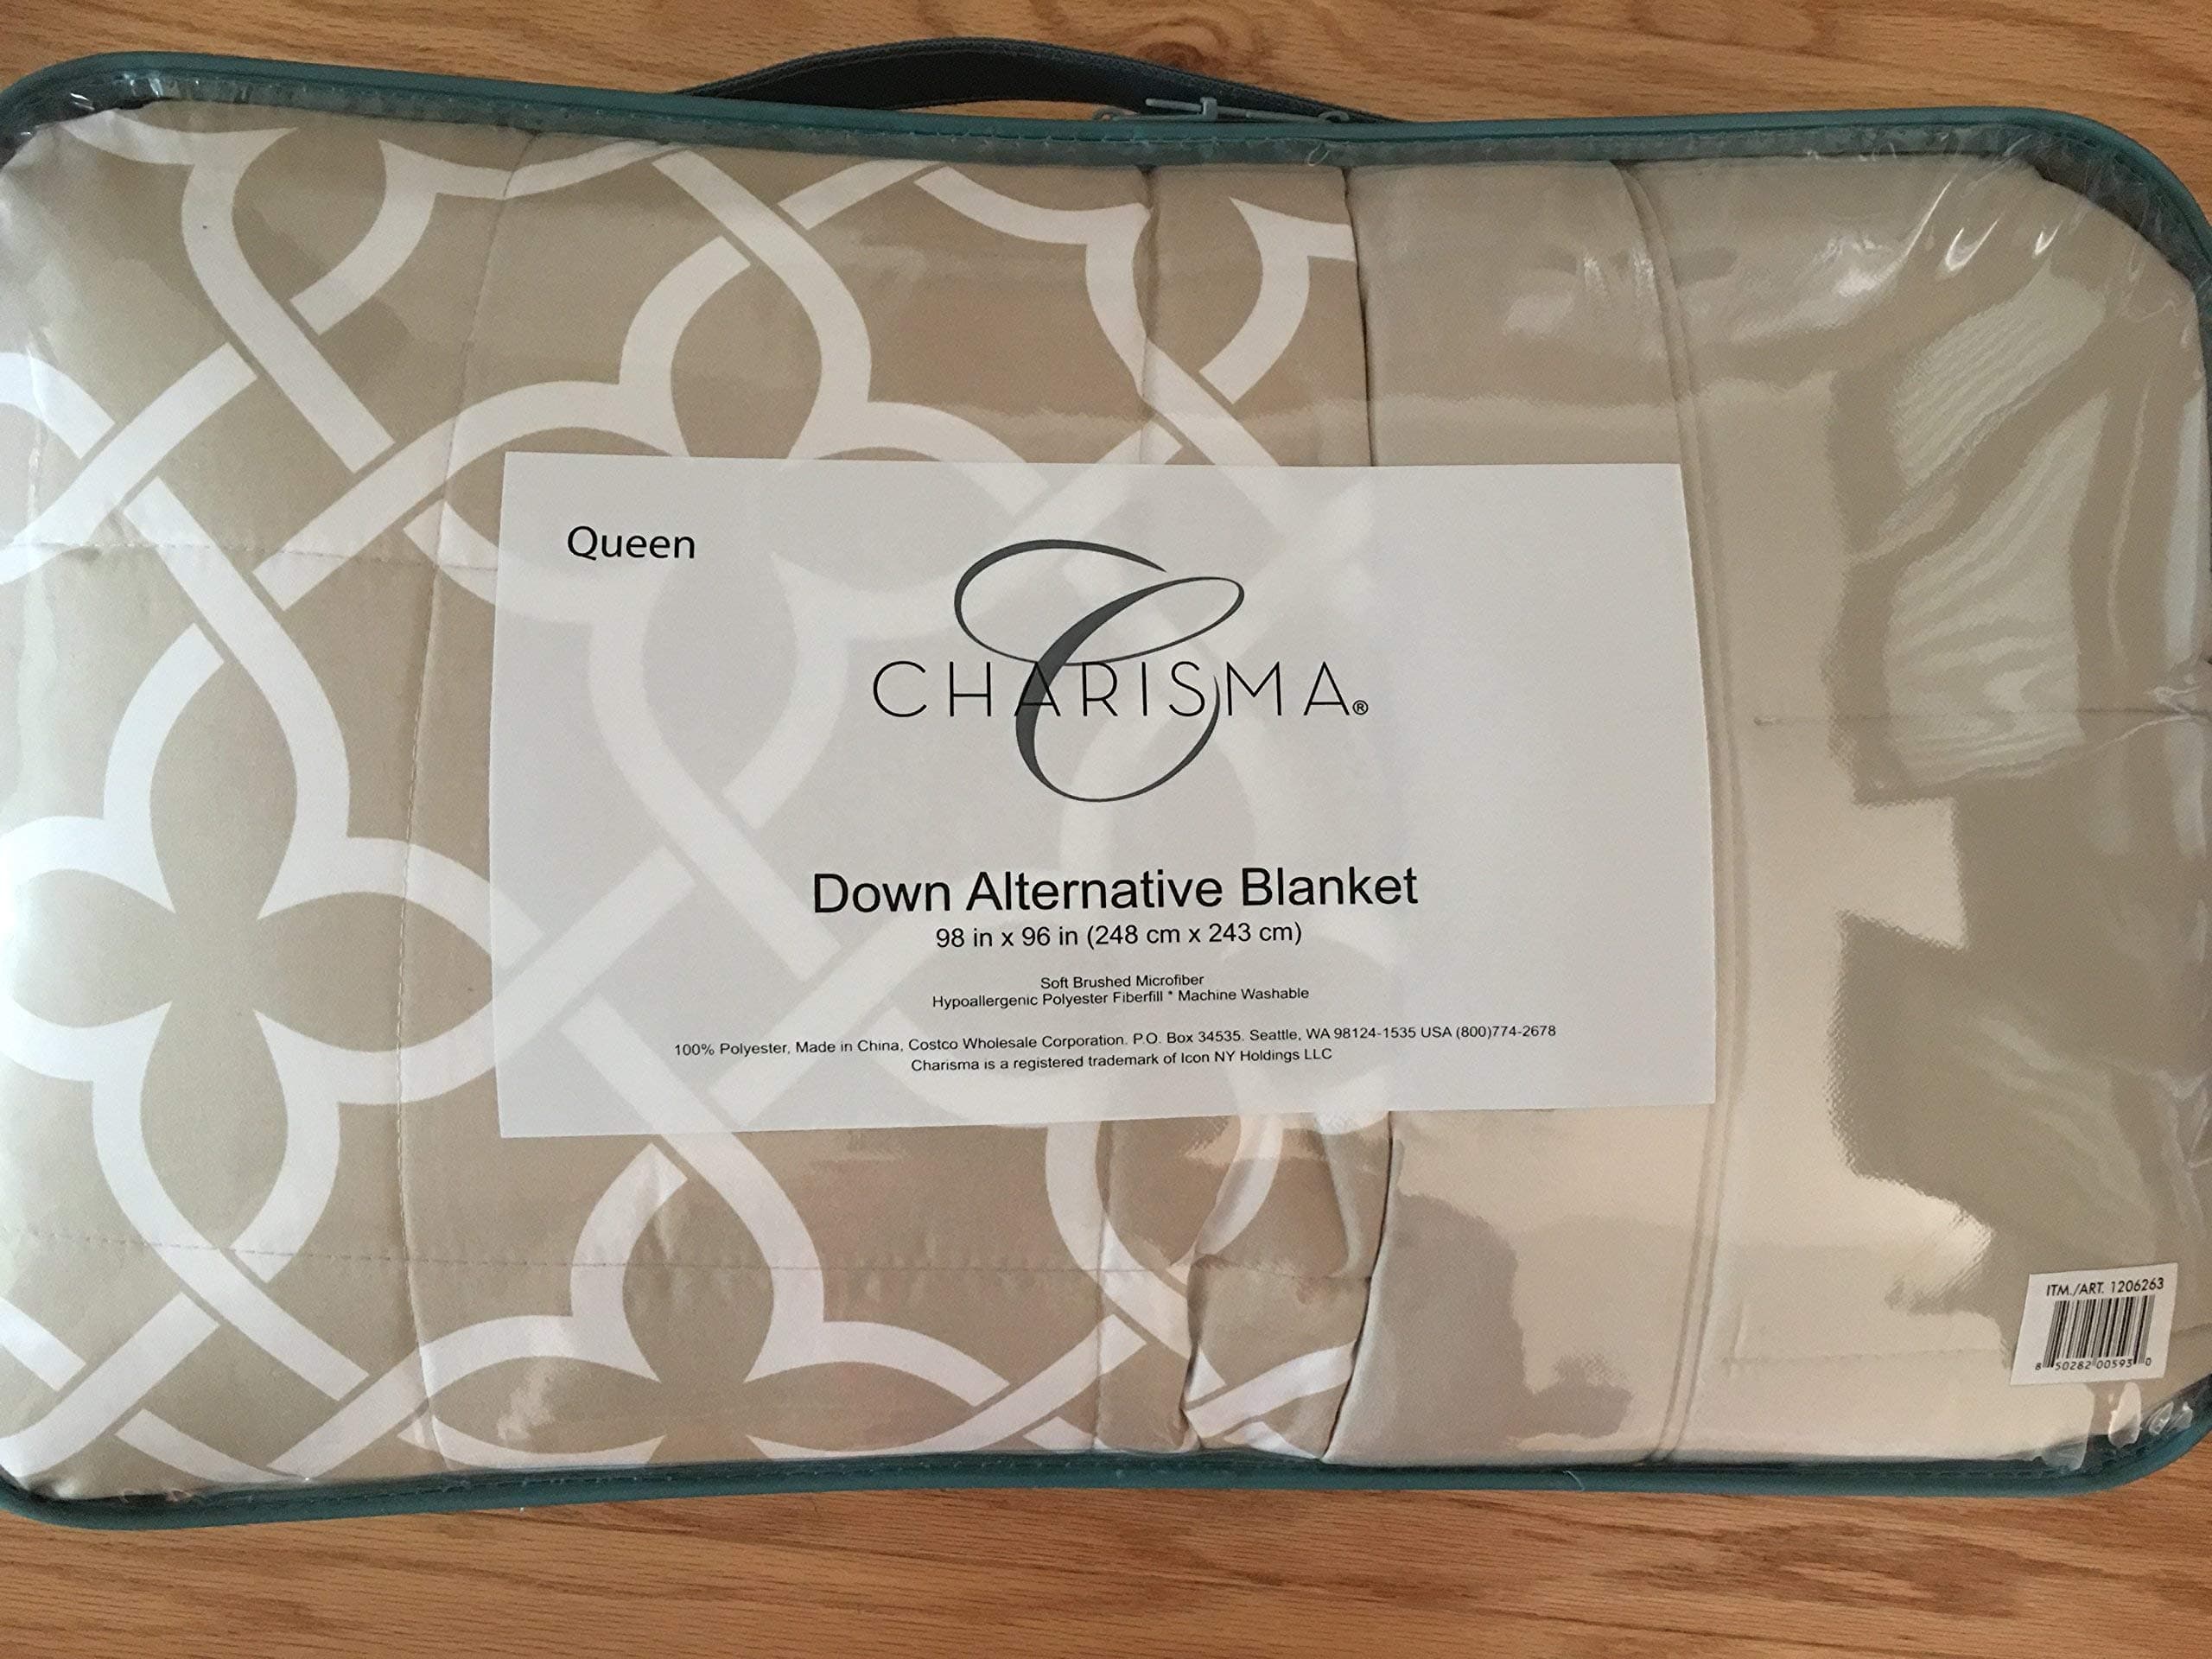 Queen
CHARISMA®
Down Alternative Blanket
98 in x 96 in (248 cm x 243 cm)
Soft Brushed Microfiber
Hypoallergenic Polyester Fiberfill * Machine Washable
100% Polyester, Made in China, Costco Wholesale Corporation. P.O. Box 34535. Seattle, WA 98124-1535 USA (800)774-2678
Charisma is a registered trademark of Icon NY Holdings LLC
ITM./ART. 1206263
8 50282 00593 0